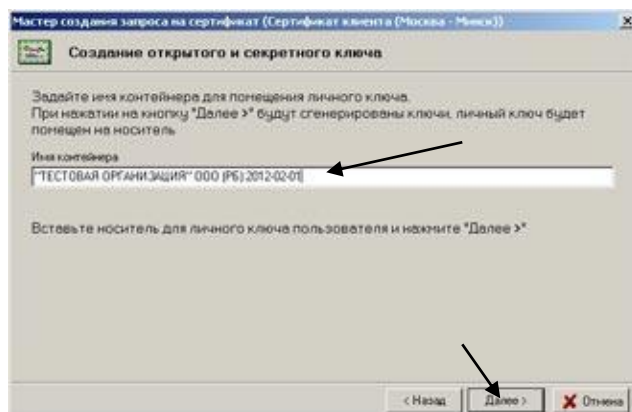 Мастер создания запроса на сертификат (Сертификат клиента (Москва - Минск))
Создание открытого и секретного ключа
Задайте имя контейнера для помещения личного ключа.
При нажатии на кнопку "Далее >" будут сгенерированы ключи, личный ключ будет
помещен на носитель
Имя контейнера
"ТЕСТОВАЯ ОРГАНИЗАЦИЯ" ООО (РБ) 2012-02-01
Вставьте носитель для личного ключа пользователя и нажмите "Далее >"
< Назад Далее > Отмена